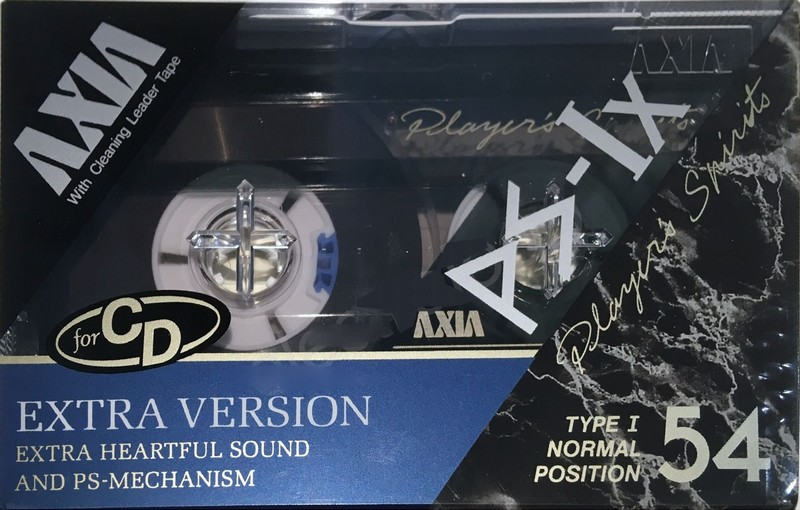 AXIA
With Cleaning Leader Tape
AXIA
Player's Spirits
PS-Ix
Player's Spirits
AXIA
for CD
EXTRA VERSION
EXTRA HEARTFUL SOUND
AND PS-MECHANISM
TYPE I
NORMAL
POSITION
54